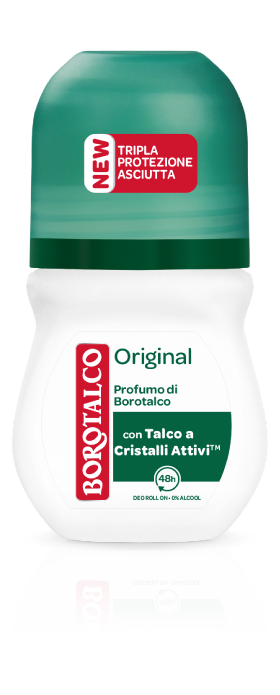 NEW
TRIPLA
PROTEZIONE
ASCIUTTA
BOROTALCO
Original
Profumo di
Borotalco
con Talco a
Cristalli Attivi™
48h
DEO ROLL ON • 0% ALCOOL